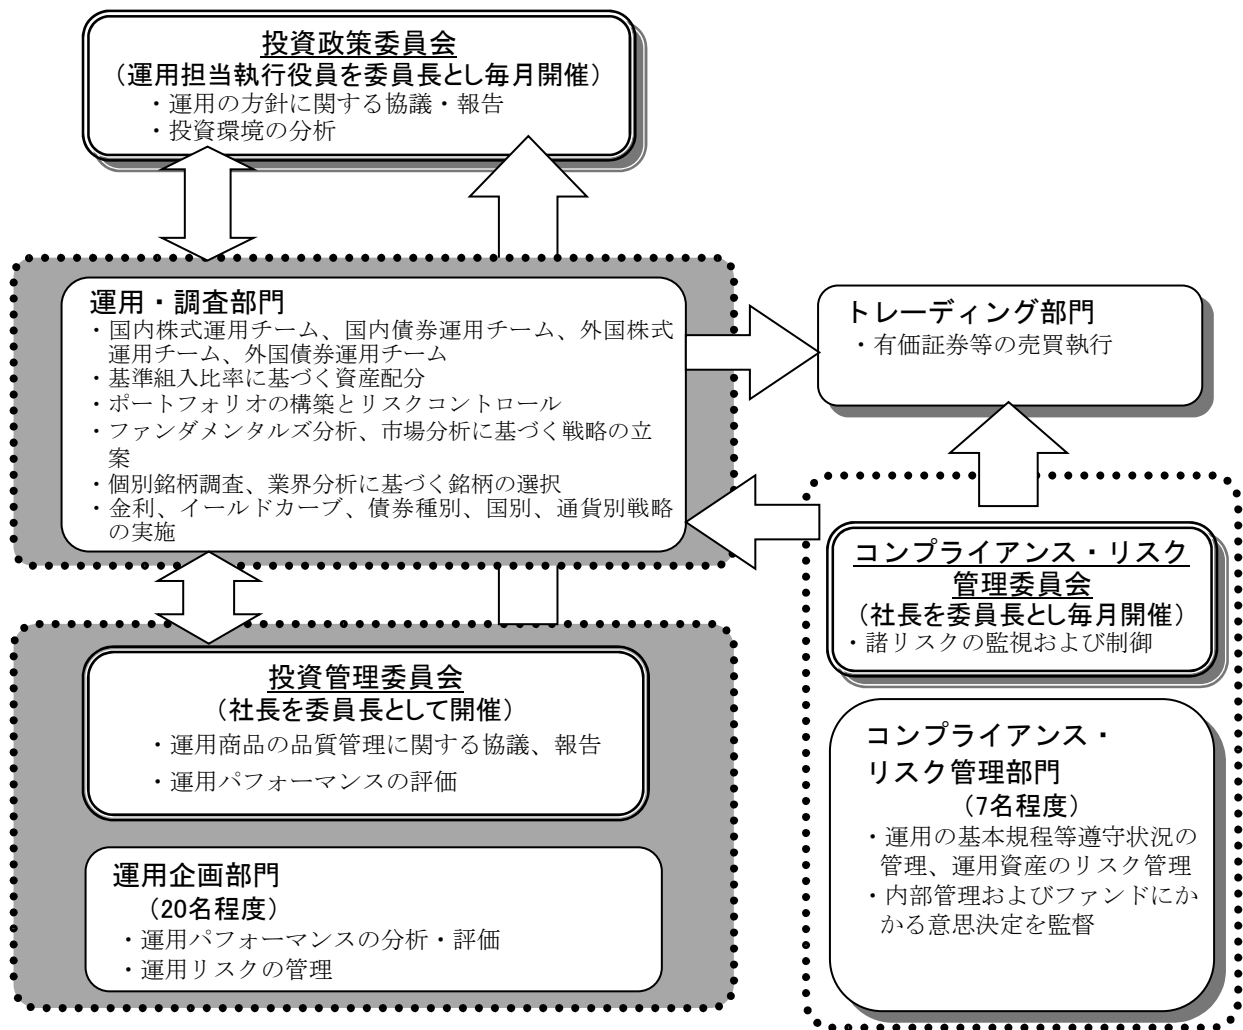 投資政策委員会
(運用担当執行役員を委員長とし毎月開催)
・運用の方針に関する協議・報告
・投資環境の分析
運用・調査部門
・国内株式運用チーム、国内債券運用チーム、外国株式
運用チーム、外国債券運用チーム
・基準組入比率に基づく資産配分
・ポートフォリオの構築とリスクコントロール
・ファンダメンタルズ分析、市場分析に基づく戦略の立
案
・個別銘柄調査、業界分析に基づく銘柄の選択
・金利、イールドカーブ、債券種別、国別、通貨別戦略
の実施
トレーディング部門
・有価証券等の売買執行
コンプライアンス・リスク
管理委員会
(社長を委員長とし毎月開催)
・諸リスクの監視および制御
コンプライアンス・
リスク管理部門
(7名程度)
・運用の基本規程等遵守状況の
管理、運用資産のリスク管理
・内部管理およびファンドにか
かる意思決定を監督
投資管理委員会
(社長を委員長として開催)
・運用商品の品質管理に関する協議、報告
・運用パフォーマンスの評価
運用企画部門
(20名程度)
・運用パフォーマンスの分析・評価
・運用リスクの管理